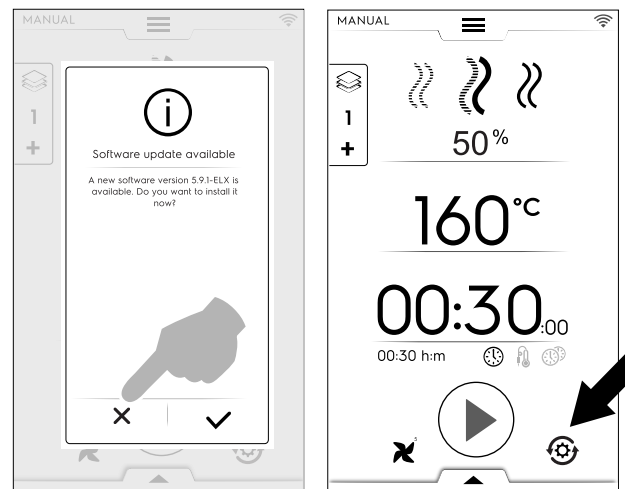 MANUAL
1
+
Software update available
A new software version 5.9.1-ELX is
available. Do you want to install it
now?
MANUAL
1
+
50%
160°C
00:30:00
00:30 h:m
5